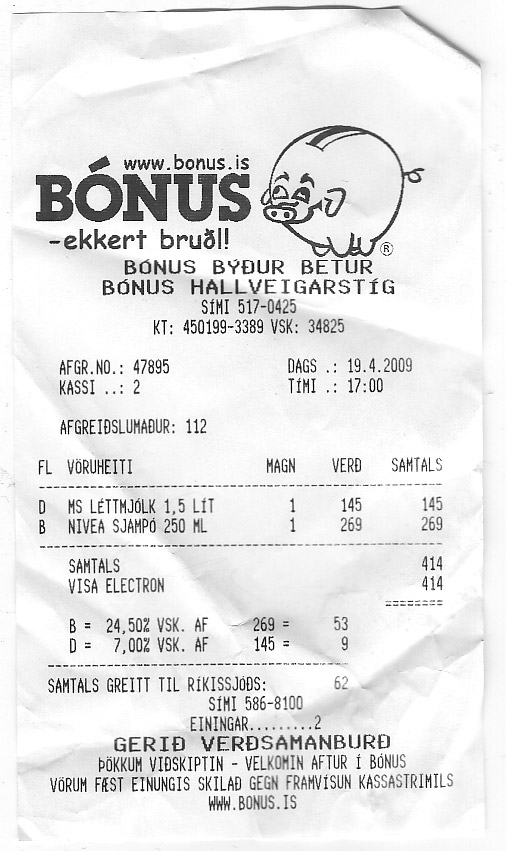 www.bonus.is
BÓNUS
-ekkert bruðl!
®
BÓNUS BÝÐUR BETUR
BÓNUS HALLVEIGARSTÍG
SÍMI 517-0425
KT: 450199-3389 VSK: 34825
AFGR.NO.: 47895 DAGS .: 19.4.2009
KASSI ..: 2 TÍMI .: 17:00
AFGREIÐSLUMAÐUR: 112
FL VÖRUHEITI MAGN VERÐ SAMTALS
D MS LÉTTMJÓLK 1,5 LÍT 1 145 145
B NIVEA SJAMPÓ 250 ML 1 269 269
SAMTALS 414
VISA ELECTRON 414
========
B = 24,50% VSK. AF 269 = 53
D = 7,00% VSK. AF 145 = 9
SAMTALS GREITT TIL RÍKISSJÓÐS: 62
SÍMI 586-8100
EININGAR.........2
GERIÐ VERÐSAMANBURÐ
ÞÖKKUM VIÐSKIPTIN - VELKOMIN AFTUR Í BÓNUS
VÖRUM FÆST EINUNGIS SKILAÐ GEGN FRAMVÍSUN KASSASTRIMILS
WWW.BONUS.IS